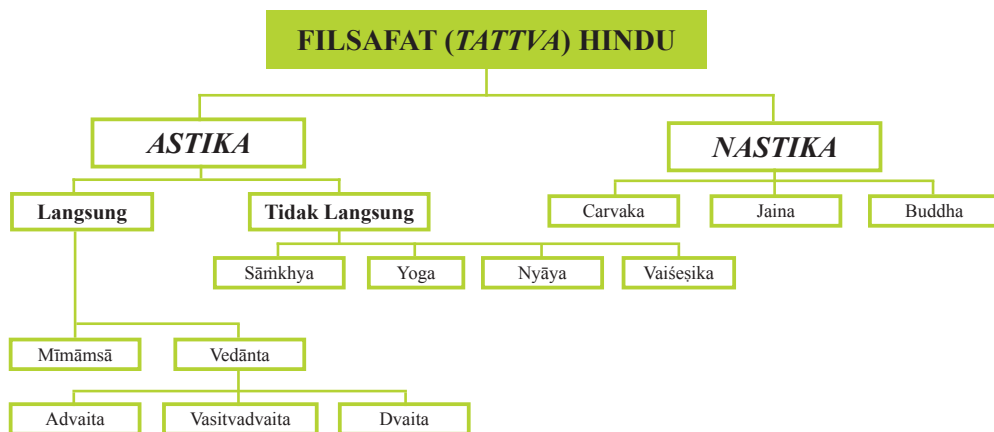 FILSAFAT (TATTVA) HINDU
ASTIKA
NASTIKA
Langsung
Tidak Langsung
Carvaka
Jaina
Buddha
Sāṁkhya
Yoga
Nyāya
Vaiśeṣika
Mīmāmsā
Vedānta
Advaita
Vasitvadvaita
Dvaita